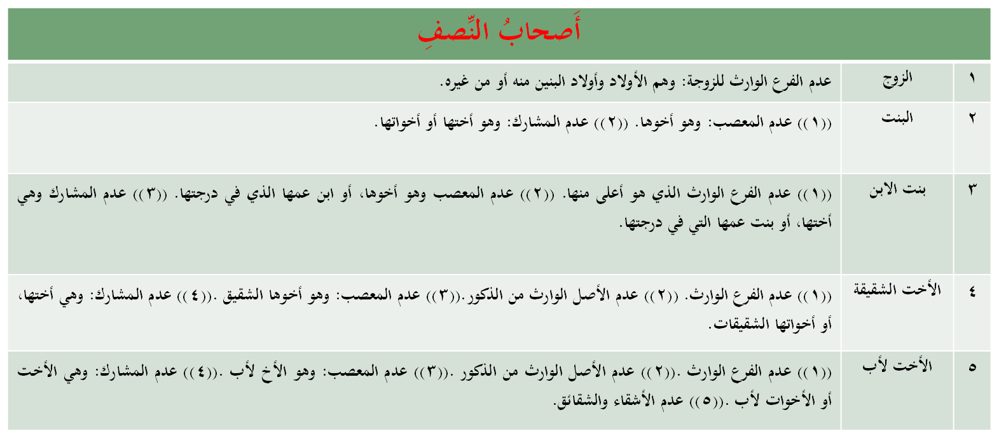 أَصحابُ النِّصفِ
١ الزوج عدم الفرع الوارث للزوجة: وهم الأولاد وأولاد البنين منه أو من غيره.
٢ البنت ((١)) عدم المعصب: وهو أخوها. ((٢)) عدم المشارك: وهو أختها أو أخواتها.
٣ بنت الابن ((١)) عدم الفرع الوارث الذي هو أعلى منها. ((٢)) عدم المعصب وهو أخوها، أو ابن عمها الذي في درجتها. ((٣)) عدم المشارك وهي
أختها، أو بنت عمها التي في درجتها.
٤ الأخت الشقيقة ((١)) عدم الفرع الوارث. ((٢)) عدم الأصل الوارث من الذكور.((٣)) عدم المعصب: وهو أخوها الشقيق .((٤)) عدم المشارك: وهي أختها،
أو أخواتها الشقيقات.
٥ الأخت لأب ((١)) عدم الفرع الوارث .((٢)) عدم الأصل الوارث من الذكور .((٣)) عدم المعصب: وهو الأخ لأب .((٤)) عدم المشارك: وهي الأخت
أو الأخوات لأب .((٥)) عدم الأشقاء والشقائق.